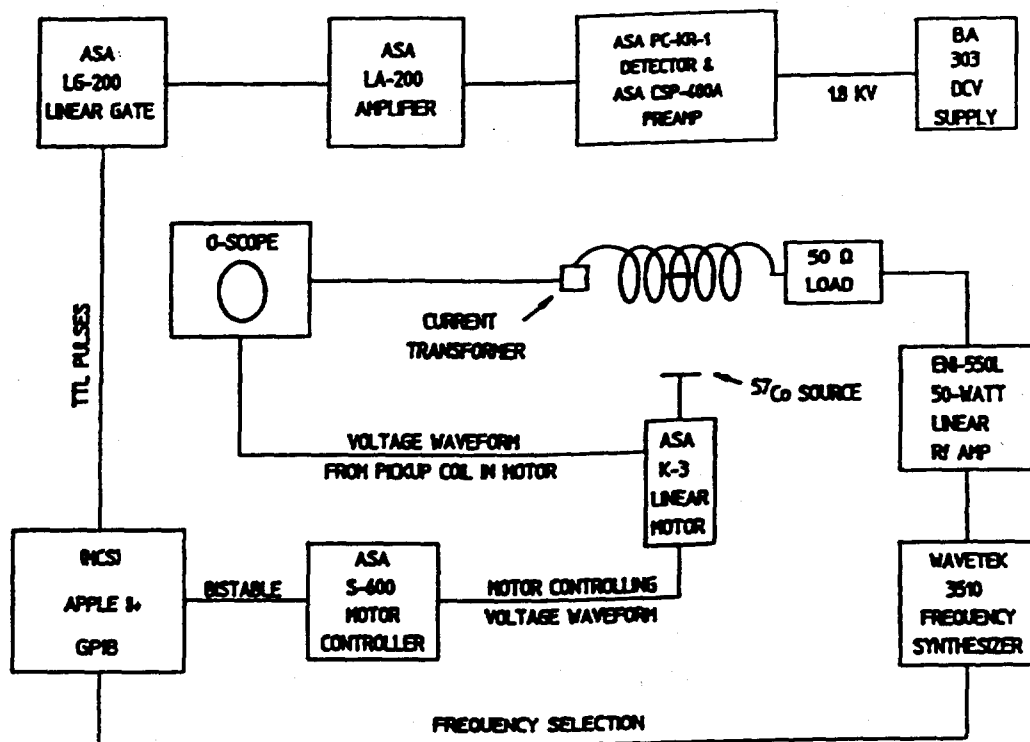 ASA
LG-200
LINEAR GATE
ASA
LA-200
AMPLIFIER
ASA PC-KR-1
DETECTOR &
ASA CSP-400A
PREAMP
1.8 KV
BA
303
DCV
SUPPLY
O-SCOPE
CURRENT
TRANSFORMER
50 Ω
LOAD
TTL PULSES
57Co SOURCE
ENI-550L
50-WATT
LINEAR
Rf AMP
VOLTAGE WAVEFORM
FROM PICKUP COIL IN MOTOR
ASA
K-3
LINEAR
MOTOR
(MCS)
APPLE II+
GPIB
BISTABLE
ASA
S-600
MOTOR
CONTROLLER
MOTOR CONTROLLING
VOLTAGE WAVEFORM
WAVETEK
3510
FREQUENCY
SYNTHESIZER
FREQUENCY SELECTION